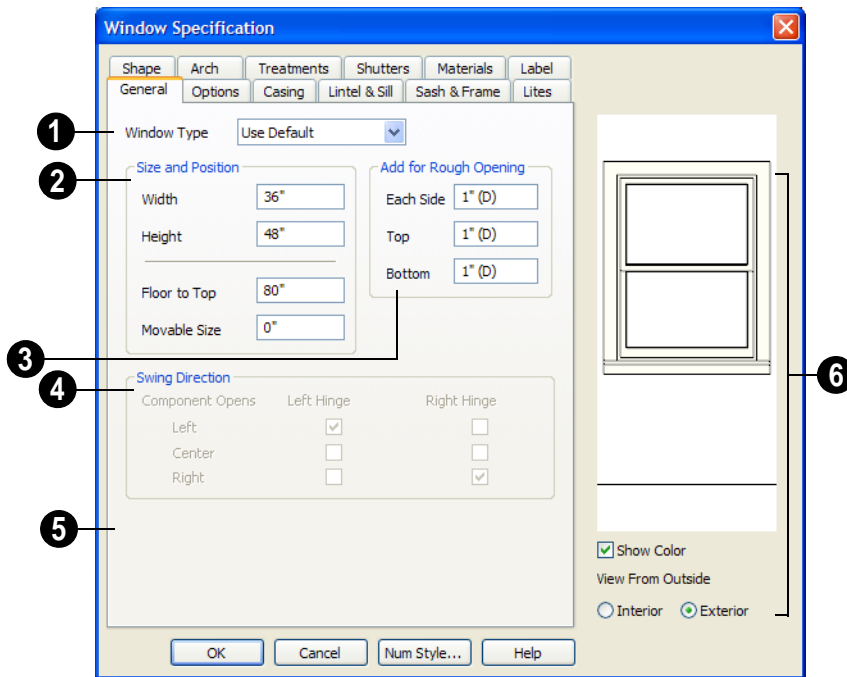 Window Specification
Shape Arch Treatments Shutters Materials Label
General Options Casing Lintel & Sill Sash & Frame Lites
1 Window Type Use Default
2 Size and Position
Width 36"
Height 48"
Floor to Top 80"
Movable Size 0"
Add for Rough Opening
Each Side 1" (D)
Top 1" (D)
Bottom 1" (D)
3
4 Swing Direction
Component Opens Left Hinge Right Hinge
Left
Center
Right
5
6
Show Color
View From Outside
Interior Exterior
OK Cancel Num Style... Help